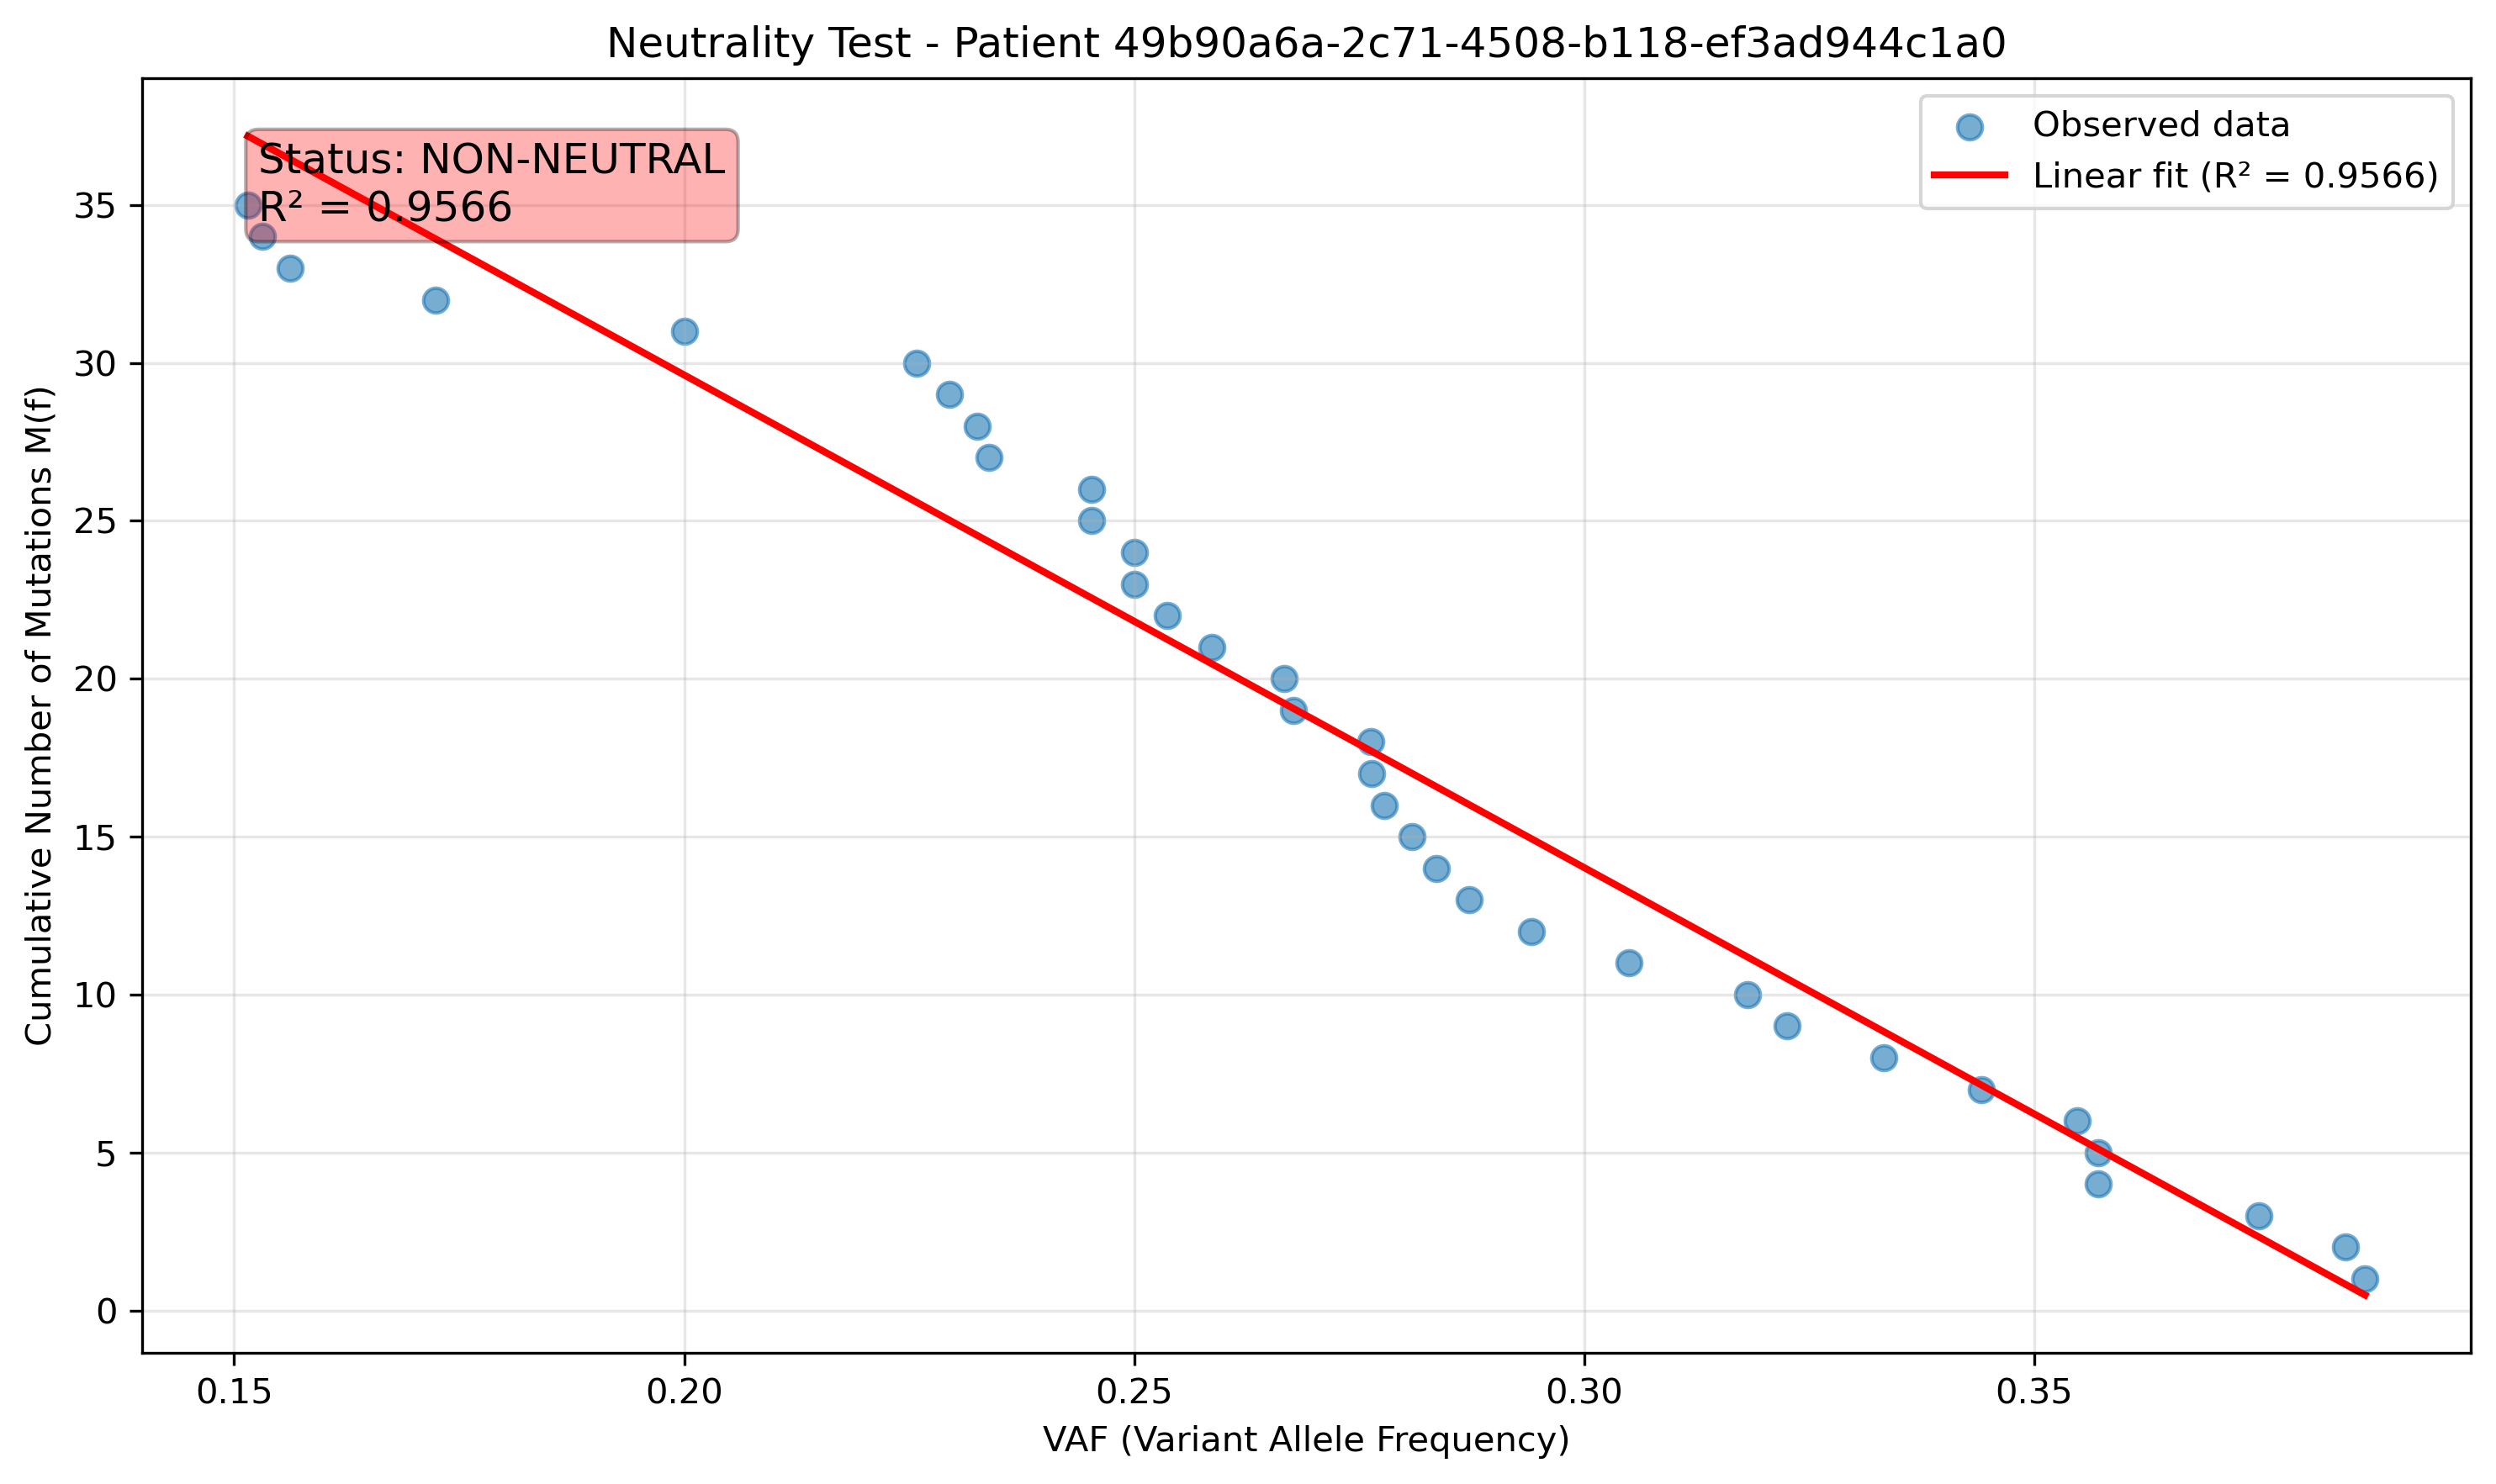 Neutrality Test - Patient 49b90a6a-2c71-4508-b118-ef3ad944c1a0
Status: NON-NEUTRAL
R² = 0.9566
Observed data
Linear fit (R² = 0.9566)
Cumulative Number of Mutations M(f)
35
30
25
20
15
10
5
0
0.15
0.20
0.25
0.30
0.35
VAF (Variant Allele Frequency)